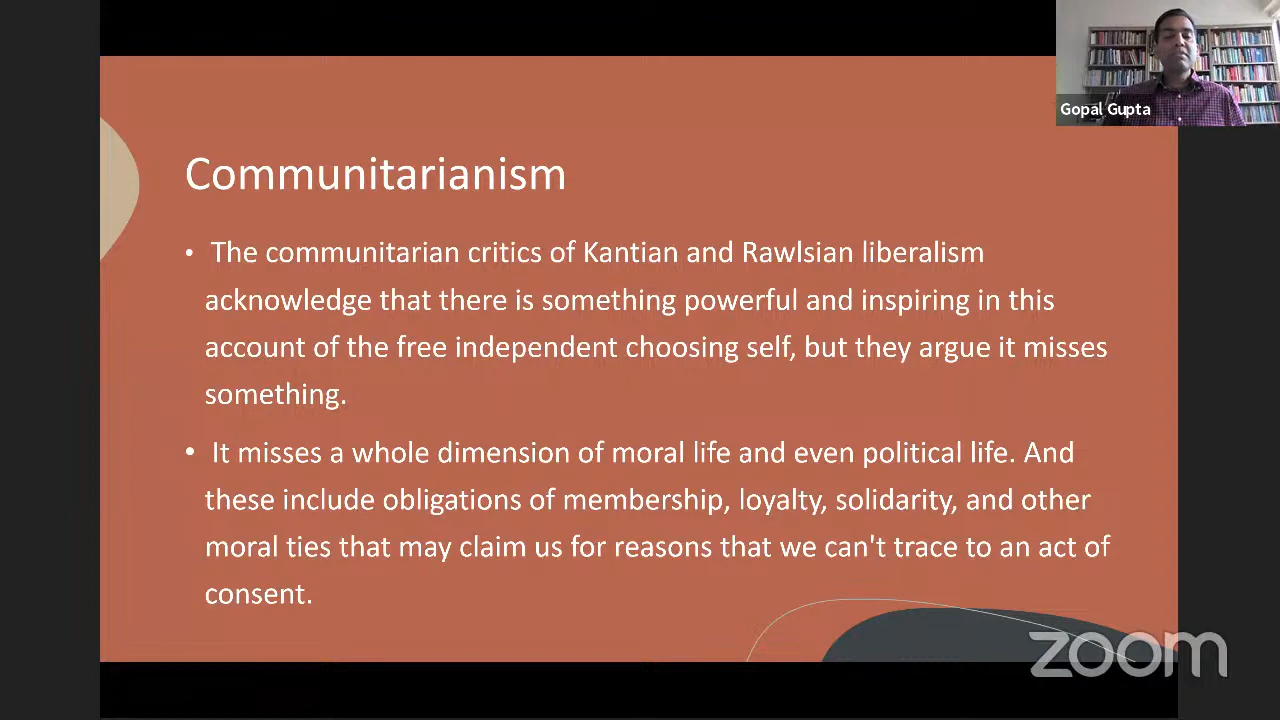 Gopal Gupta
Communitarianism
• The communitarian critics of Kantian and Rawlsian liberalism
acknowledge that there is something powerful and inspiring in this
account of the free independent choosing self, but they argue it misses
something.
• It misses a whole dimension of moral life and even political life. And
these include obligations of membership, loyalty, solidarity, and other
moral ties that may claim us for reasons that we can't trace to an act of
consent.
zoom